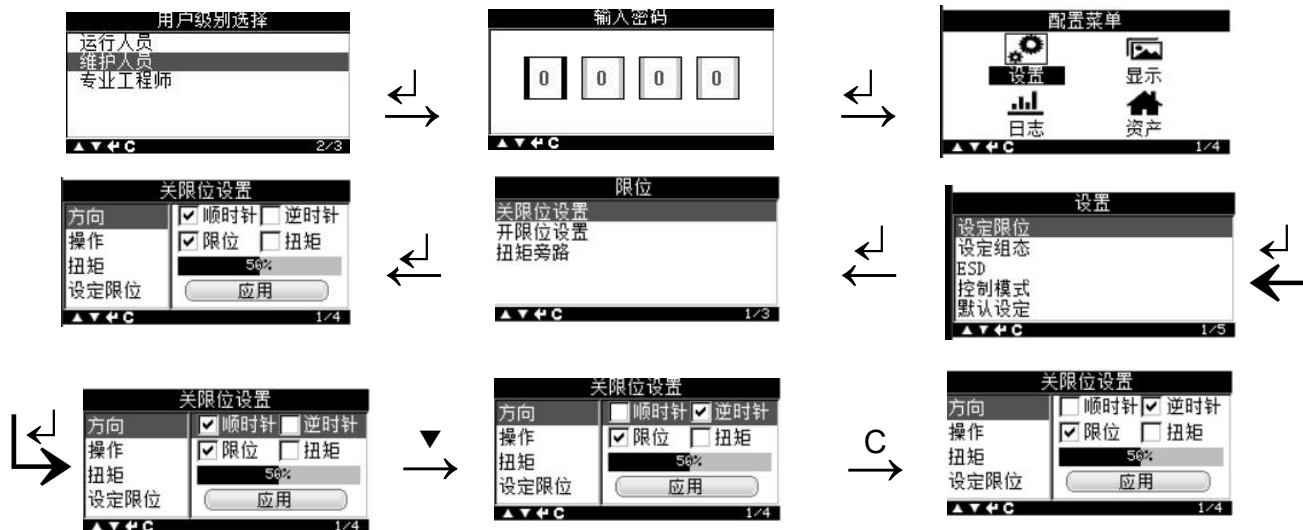 用户级别选择
运行人员
维护人员
专业工程师
▲ ▼ ↵ C 2/3
↵
→
输入密码
0 0 0 0
▲ ▼ ↵ C
↵
→
配置菜单
设置 显示
日志 资产
▲ ▼ ↵ C 1/4
关限位设置
方向 ✓ 顺时针 逆时针
操作 ✓ 限位 扭矩
扭矩 50%
设定限位 应用
▲ ▼ ↵ C 1/4
↵
←
限位
关限位设置
开限位设置
扭矩旁路
▲ ▼ ↵ C 1/3
↵
←
设置
设定限位
设定组态
ESD
控制模式
默认设定
▲ ▼ ↵ C 1/5
↵
←
↵
关限位设置
方向 ✓ 顺时针 逆时针
操作 ✓ 限位 扭矩
扭矩 50%
设定限位 应用
▲ ▼ ↵ C 1/4
▼
→
关限位设置
方向 顺时针 ✓ 逆时针
操作 ✓ 限位 扭矩
扭矩 50%
设定限位 应用
▲ ▼ ↵ C 1/4
C
→
关限位设置
方向 顺时针 ✓ 逆时针
操作 ✓ 限位 扭矩
扭矩 50%
设定限位 应用
▲ ▼ ↵ C 1/4